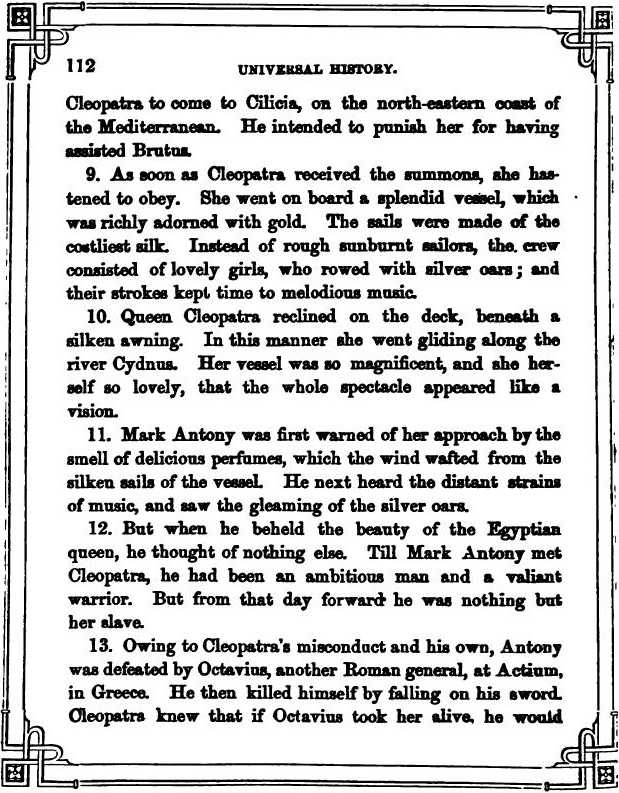 112
UNIVERSAL HISTORY.
Cleopatra to come to Cilicia, on the north-eastern coast of
the Mediterranean. He intended to punish her for having
assisted Brutus.
9. As soon as Cleopatra received the summons, she has-
tened to obey. She went on board a splendid vessel, which
was richly adorned with gold. The sails were made of the
costliest silk. Instead of rough sunburnt sailors, the crew
consisted of lovely girls, who rowed with silver oars; and
their strokes kept time to melodious music.
10. Queen Cleopatra reclined on the deck, beneath a
silken awning. In this manner she went gliding along the
river Cydnus. Her vessel was so magnificent, and she her-
self so lovely, that the whole spectacle appeared like a
vision.
11. Mark Antony was first warned of her approach by the
smell of delicious perfumes, which the wind wafted from the
silken sails of the vessel. He next heard the distant strains
of music, and saw the gleaming of the silver oars.
12. But when he beheld the beauty of the Egyptian
queen, he thought of nothing else. Till Mark Antony met
Cleopatra, he had been an ambitious man and a valiant
warrior. But from that day forward he was nothing but
her slave.
13. Owing to Cleopatra's misconduct and his own, Antony
was defeated by Octavius, another Roman general, at Actium,
in Greece. He then killed himself by falling on his sword.
Cleopatra knew that if Octavius took her alive, he would